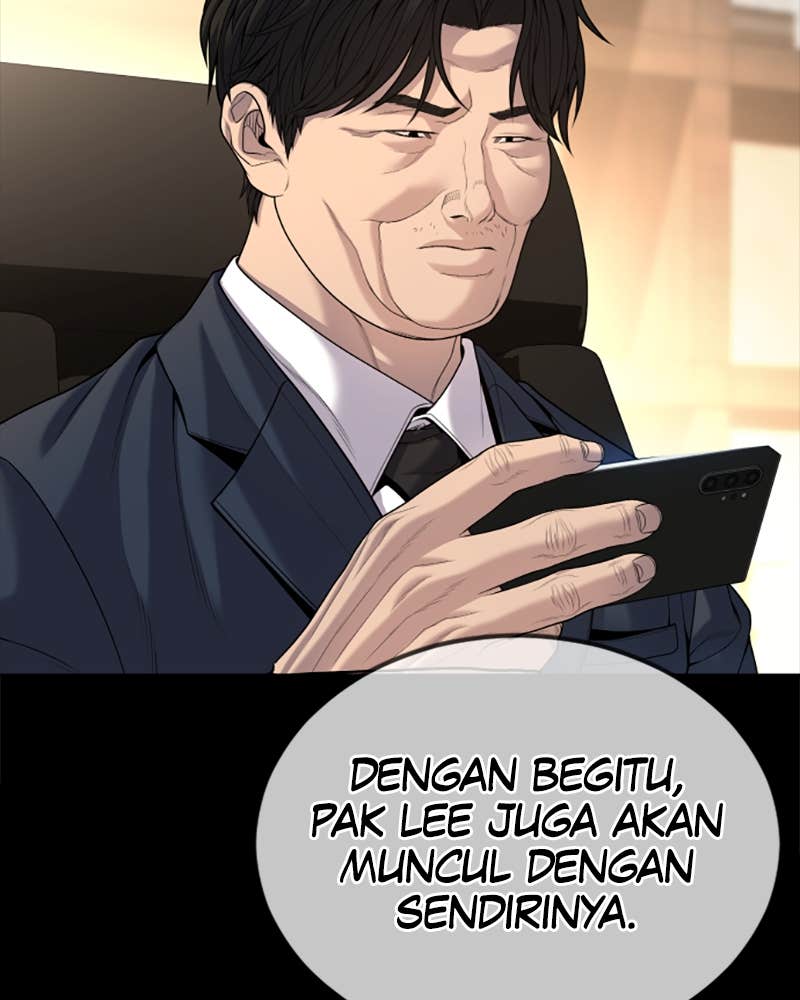 DENGAN BEGITU,
PAK LEE JUGA AKAN
MUNCUL DENGAN
SENDIRINYA.